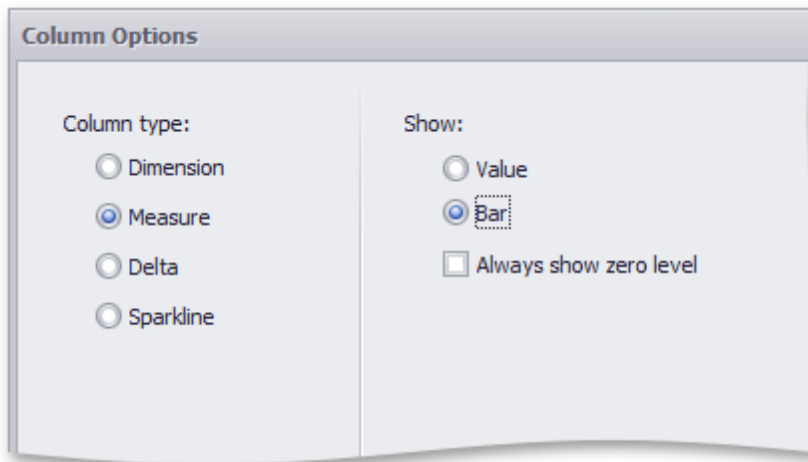 Column Options
Column type:
Dimension
Measure
Delta
Sparkline
Show:
Value
Bar
Always show zero level